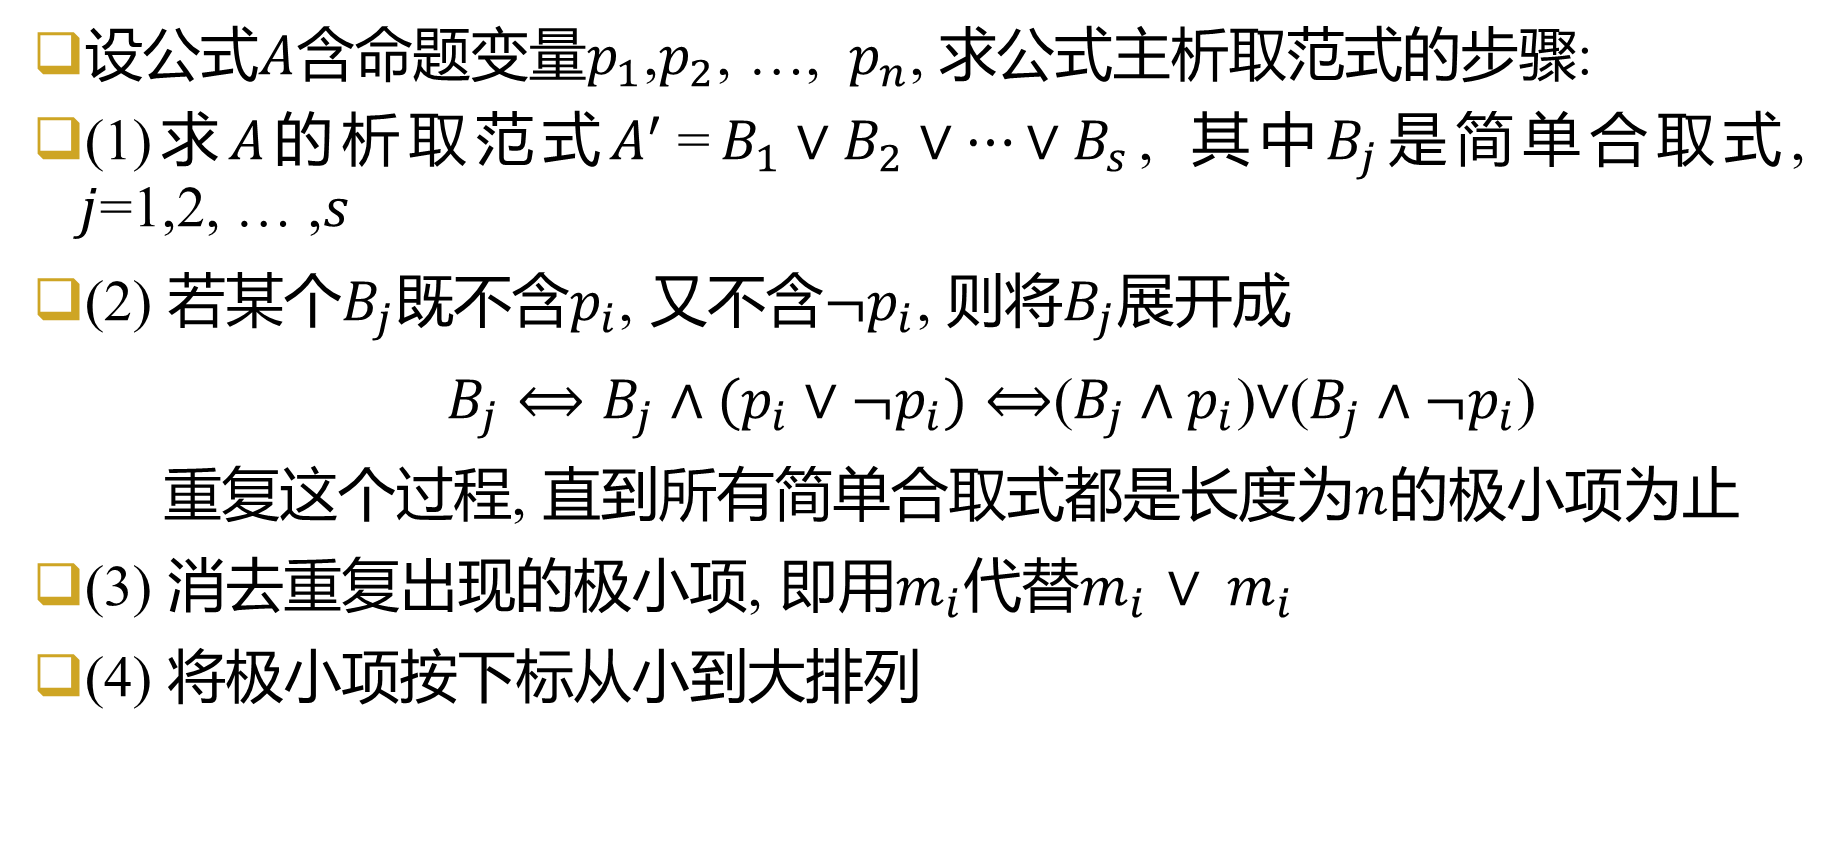 设公式A含命题变量p₁,p₂, …, pₙ, 求公式主析取范式的步骤:
(1)求A的析取范式A′ = B₁ ∨ B₂ ∨ ⋯ ∨ Bₛ, 其中Bⱼ是简单合取式,
j=1,2, … ,s
(2) 若某个Bⱼ既不含pᵢ, 又不含¬pᵢ, 则将Bⱼ展开成
Bⱼ ⟺ Bⱼ ∧ (pᵢ ∨ ¬pᵢ) ⟺(Bⱼ ∧ pᵢ)∨(Bⱼ ∧ ¬pᵢ)
重复这个过程, 直到所有简单合取式都是长度为n的极小项为止
(3) 消去重复出现的极小项, 即用mᵢ代替mᵢ ∨ mᵢ
(4) 将极小项按下标从小到大排列